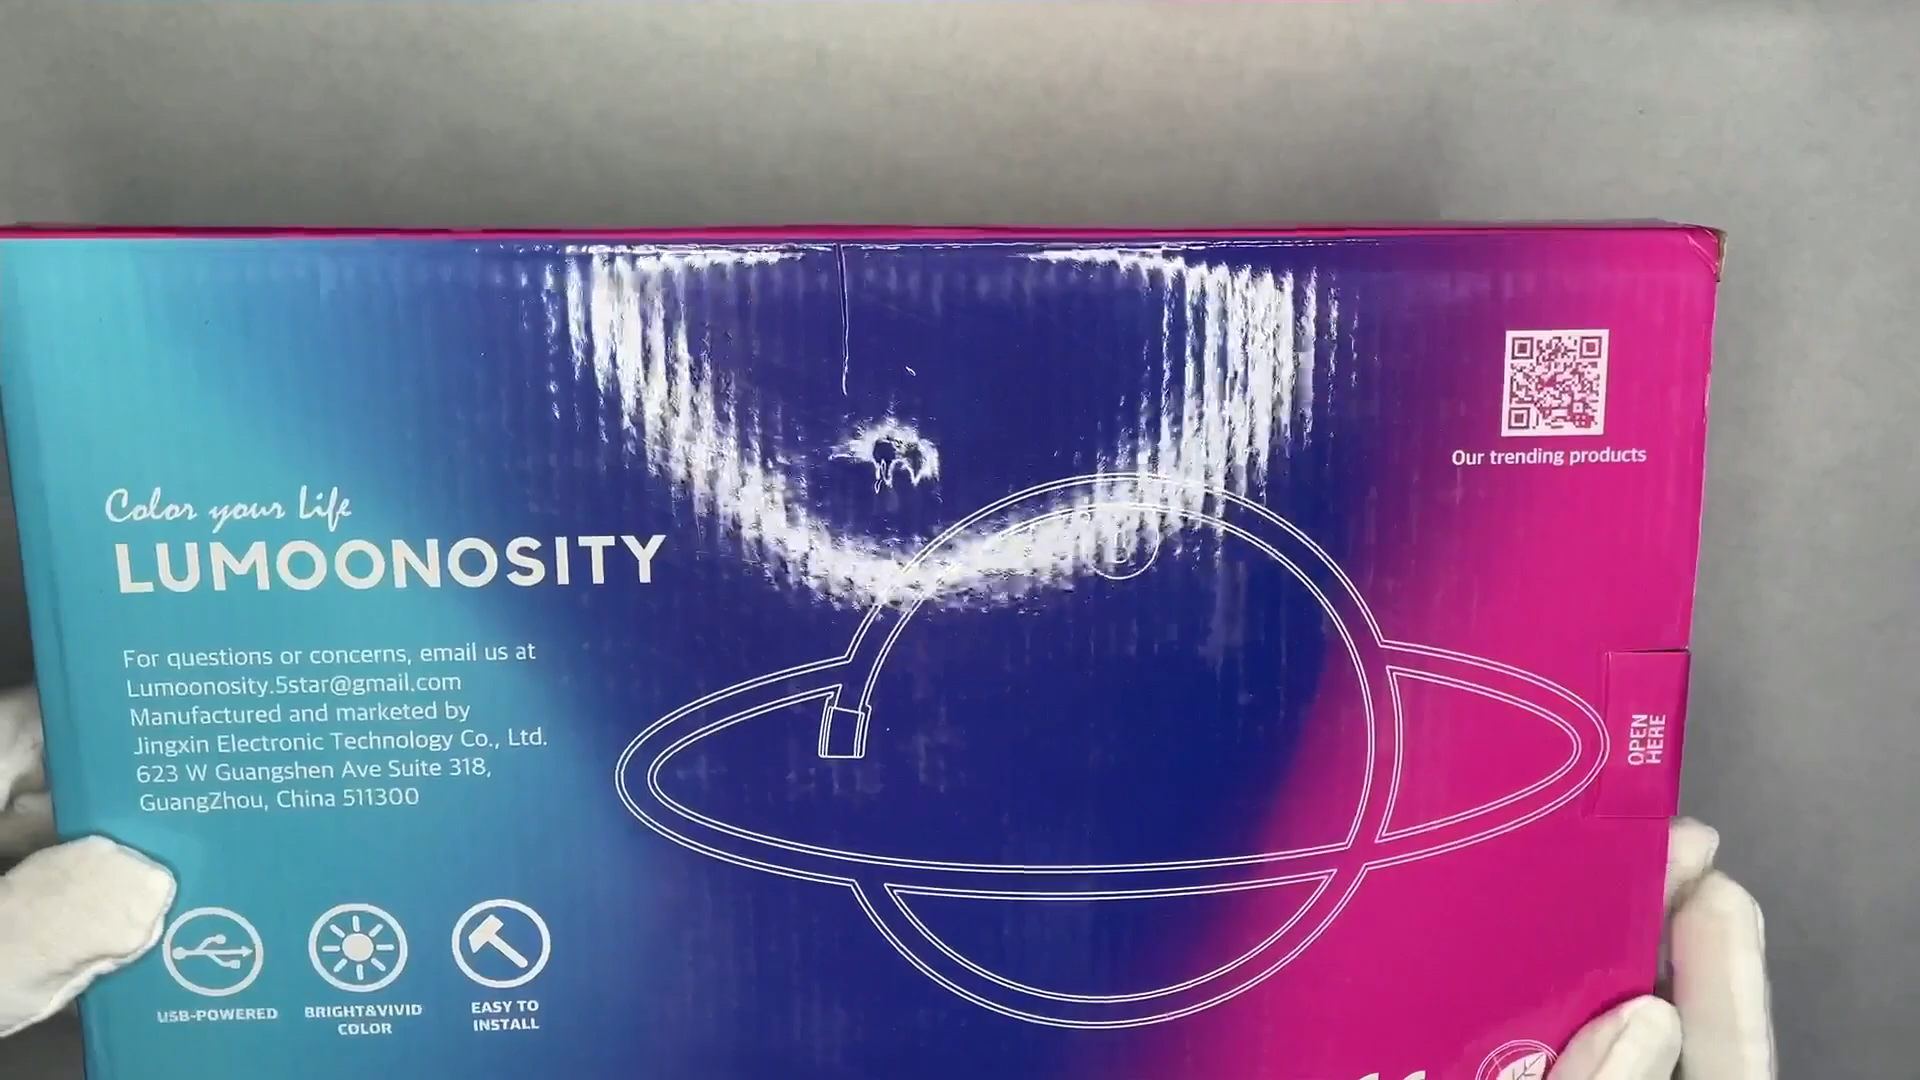 Our trending products
Color your Life
LUMOONOSITY
For questions or concerns, email us at
Lumoonosity.5star@gmail.com
Manufactured and marketed by
Jingxin Electronic Technology Co., Ltd.
623 W Guangshen Ave Suite 318,
GuangZhou, China 511300
OPEN
HERE
USB-POWERED
BRIGHT&VIVID
COLOR
EASY TO
INSTALL